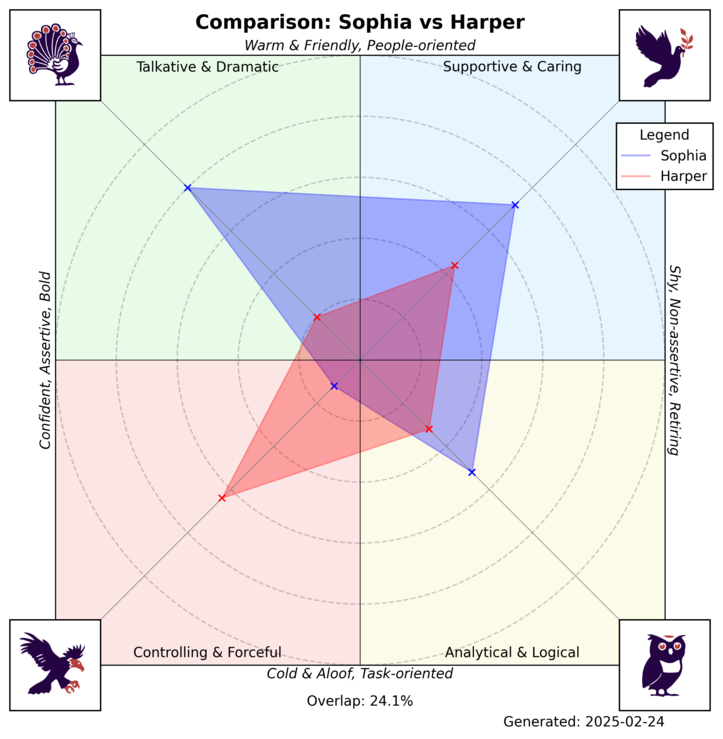 Comparison: Sophia vs Harper
Warm & Friendly, People-oriented
Talkative & Dramatic
Supportive & Caring
Legend
Sophia
Harper
Confident, Assertive, Bold
Shy, Non-assertive, Retiring
Controlling & Forceful
Analytical & Logical
Cold & Aloof, Task-oriented
Overlap: 24.1%
Generated: 2025-02-24